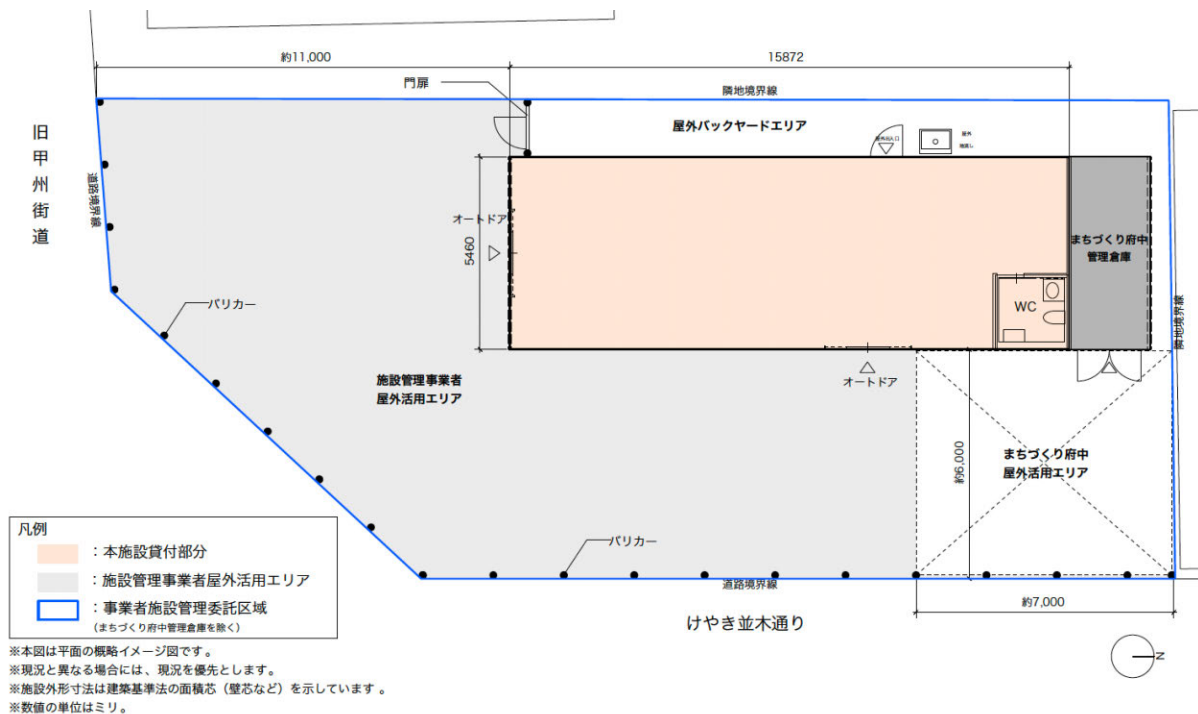 約11,000
15872
門扉
隣地境界線
屋外バックヤードエリア
屋外出入口
屋外
地流し
旧甲州街道
道路境界線
オートドア
5460
まちづくり府中
管理倉庫
WC
バリカー
隣地境界線
施設管理事業者
屋外活用エリア
オートドア
約6,000
まちづくり府中
屋外活用エリア
バリカー
道路境界線
約7,000
けやき並木通り
N
凡例
：本施設貸付部分
：施設管理事業者屋外活用エリア
：事業者施設管理委託区域
（まちづくり府中管理倉庫を除く）
※本図は平面の概略イメージ図です。
※現況と異なる場合には、現況を優先とします。
※施設外形寸法は建築基準法の面積芯（壁芯など）を示しています 。
※数値の単位はミリ。